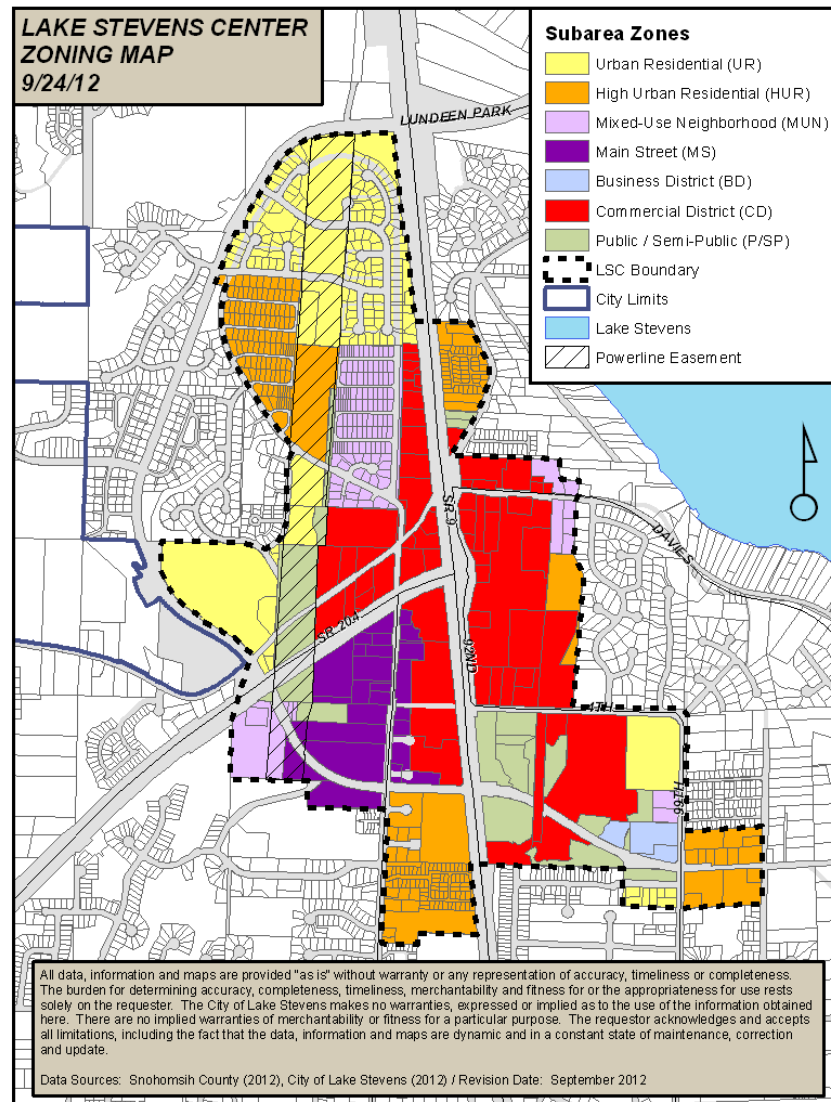 LAKE STEVENS CENTER
ZONING MAP
9/24/12
Subarea Zones
Urban Residential (UR)
High Urban Residential (HUR)
Mixed-Use Neighborhood (MUN)
Main Street (MS)
Business District (BD)
Commercial District (CD)
Public / Semi-Public (P/SP)
LSC Boundary
City Limits
Lake Stevens
Powerline Easement
LUNDEEN PARK
SR 9
DAVIES
SR 204
92ND
4TH
99TH
All data, information and maps are provided "as is" without warranty or any representation of accuracy, timeliness or completeness.
The burden for determining accuracy, completeness, timeliness, merchantability and fitness for or the appropriateness for use rests
solely on the requester. The City of Lake Stevens makes no warranties, expressed or implied as to the use of the information obtained
here. There are no implied warranties of merchantability or fitness for a particular purpose. The requestor acknowledges and accepts
all limitations, including the fact that the data, information and maps are dynamic and in a constant state of maintenance, correction
and update.
Data Sources: Snohomsih County (2012), City of Lake Stevens (2012) / Revision Date: September 2012